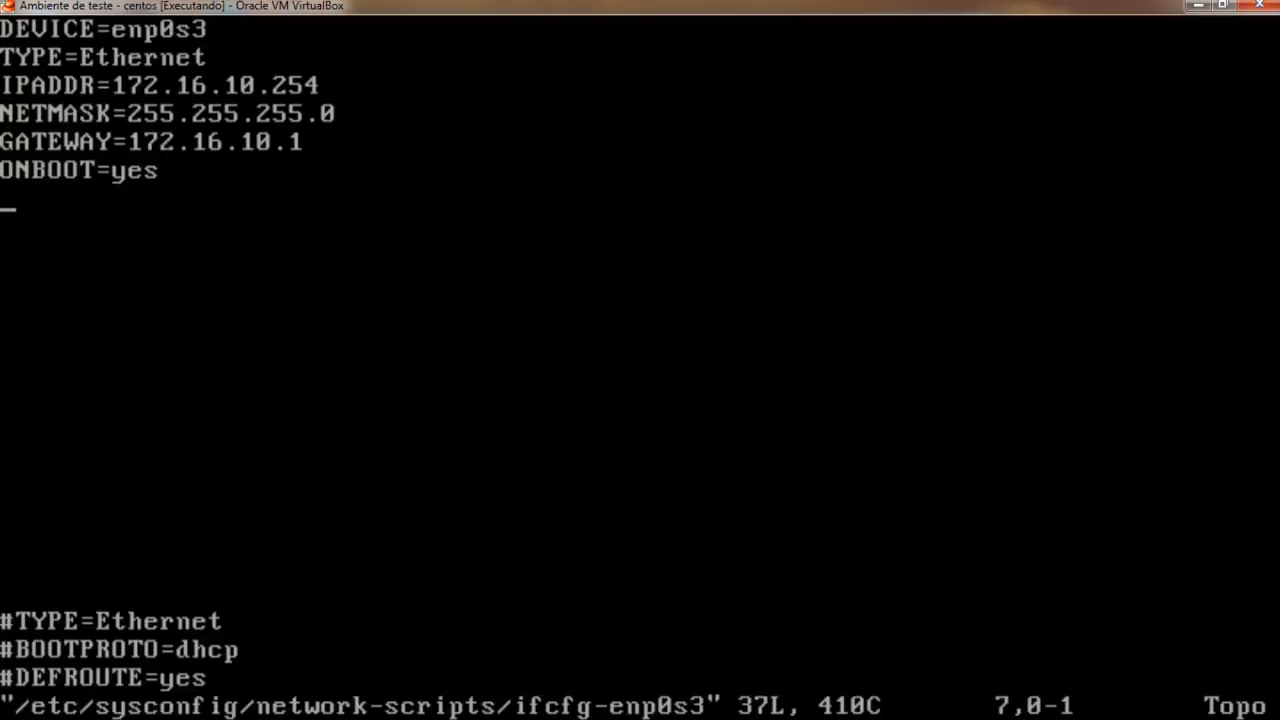 Ambiente de teste - centos [Executando] - Oracle VM VirtualBox
DEVICE=enp0s3
TYPE=Ethernet
IPADDR=172.16.10.254
NETMASK=255.255.255.0
GATEWAY=172.16.10.1
ONBOOT=yes
#TYPE=Ethernet
#BOOTPROTO=dhcp
#DEFROUTE=yes
"/etc/sysconfig/network-scripts/ifcfg-enp0s3" 37L, 410C 7,0-1 Topo